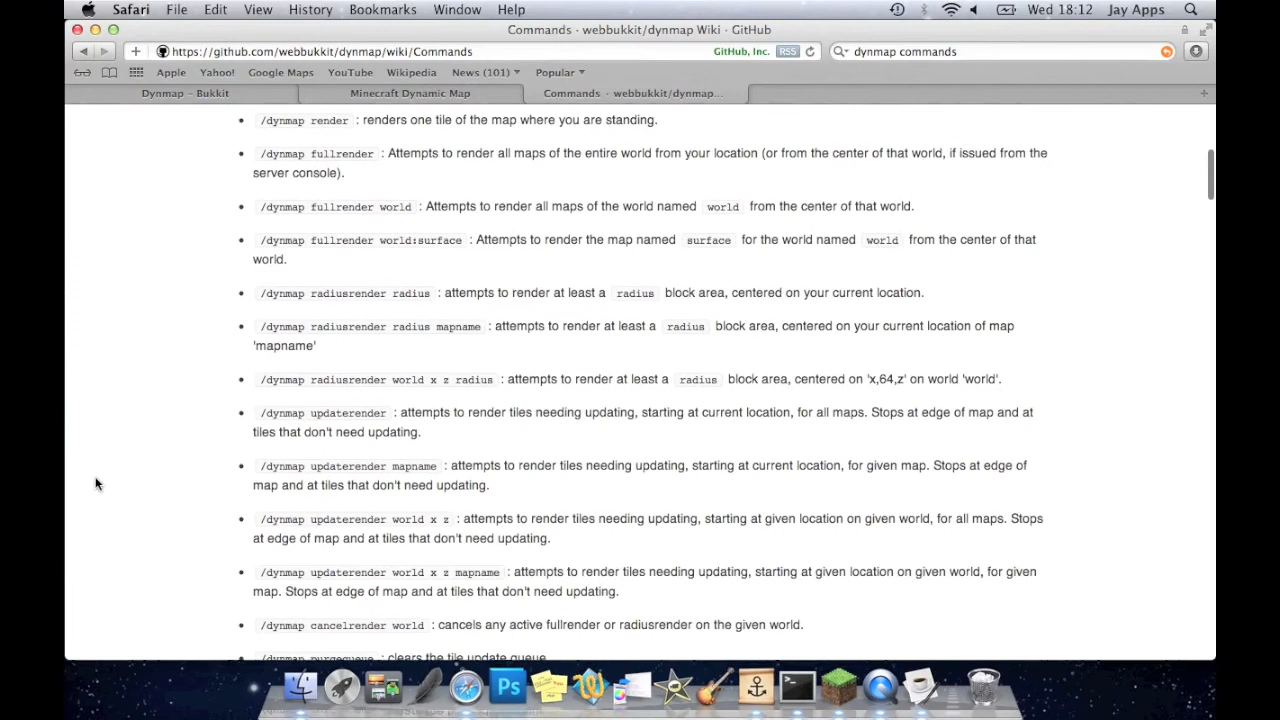 Safari File Edit View History Bookmarks Window Help Wed 18:12 Jay Apps
Commands · webbukkit/dynmap Wiki · GitHub
https://github.com/webbukkit/dynmap/wiki/Commands GitHub, Inc. RSS dynmap commands
Apple Yahoo! Google Maps YouTube Wikipedia News (101) Popular
Dynmap – Bukkit Minecraft Dynamic Map Commands · webbukkit/dynmap...
/dynmap render : renders one tile of the map where you are standing.
/dynmap fullrender : Attempts to render all maps of the entire world from your location (or from the center of that world, if issued from the
server console).
/dynmap fullrender world : Attempts to render all maps of the world named world from the center of that world.
/dynmap fullrender world:surface : Attempts to render the map named surface for the world named world from the center of that
world.
/dynmap radiusrender radius : attempts to render at least a radius block area, centered on your current location.
/dynmap radiusrender radius mapname : attempts to render at least a radius block area, centered on your current location of map
'mapname'
/dynmap radiusrender world x z radius : attempts to render at least a radius block area, centered on 'x,64,z' on world 'world'.
/dynmap updaterender : attempts to render tiles needing updating, starting at current location, for all maps. Stops at edge of map and at
tiles that don't need updating.
/dynmap updaterender mapname : attempts to render tiles needing updating, starting at current location, for given map. Stops at edge of
map and at tiles that don't need updating.
/dynmap updaterender world x z : attempts to render tiles needing updating, starting at given location on given world, for all maps. Stops
at edge of map and at tiles that don't need updating.
/dynmap updaterender world x z mapname : attempts to render tiles needing updating, starting at given location on given world, for given
map. Stops at edge of map and at tiles that don't need updating.
/dynmap cancelrender world : cancels any active fullrender or radiusrender on the given world.
/dynmap purgequeue : clears the tile update queue
Ps